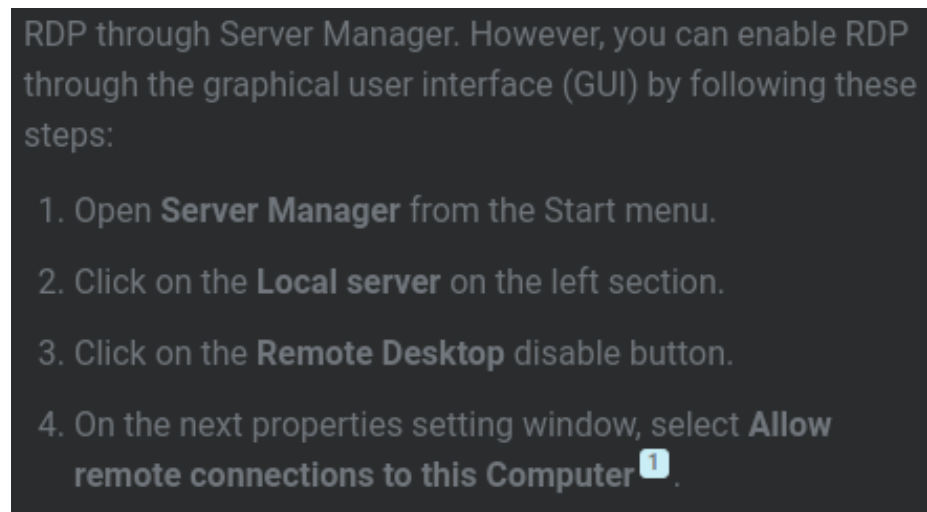 RDP through Server Manager. However, you can enable RDP
through the graphical user interface (GUI) by following these
steps:
1. Open Server Manager from the Start menu.
2. Click on the Local server on the left section.
3. Click on the Remote Desktop disable button.
4. On the next properties setting window, select Allow
remote connections to this Computer 1 .